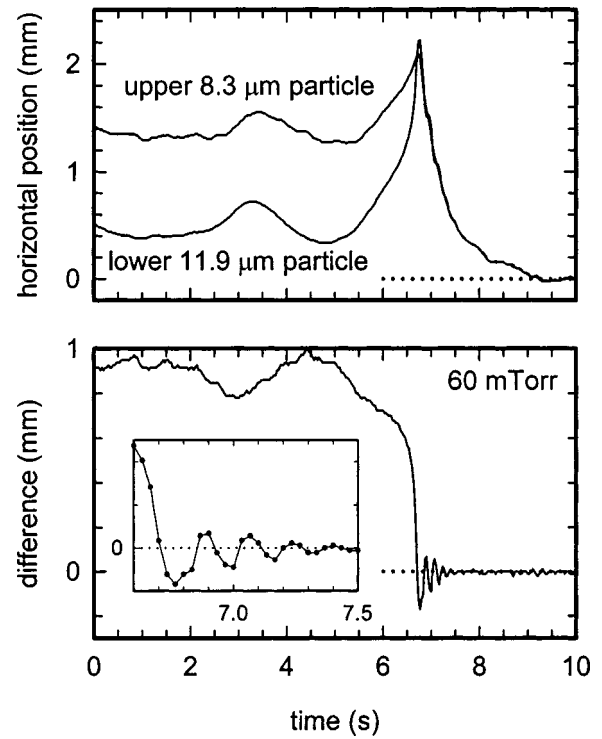 horizontal position (mm)
2
1
0
upper 8.3 μm particle
lower 11.9 μm particle
difference (mm)
1
0
60 mTorr
0
7.0
7.5
0
2
4
6
8
10
time (s)